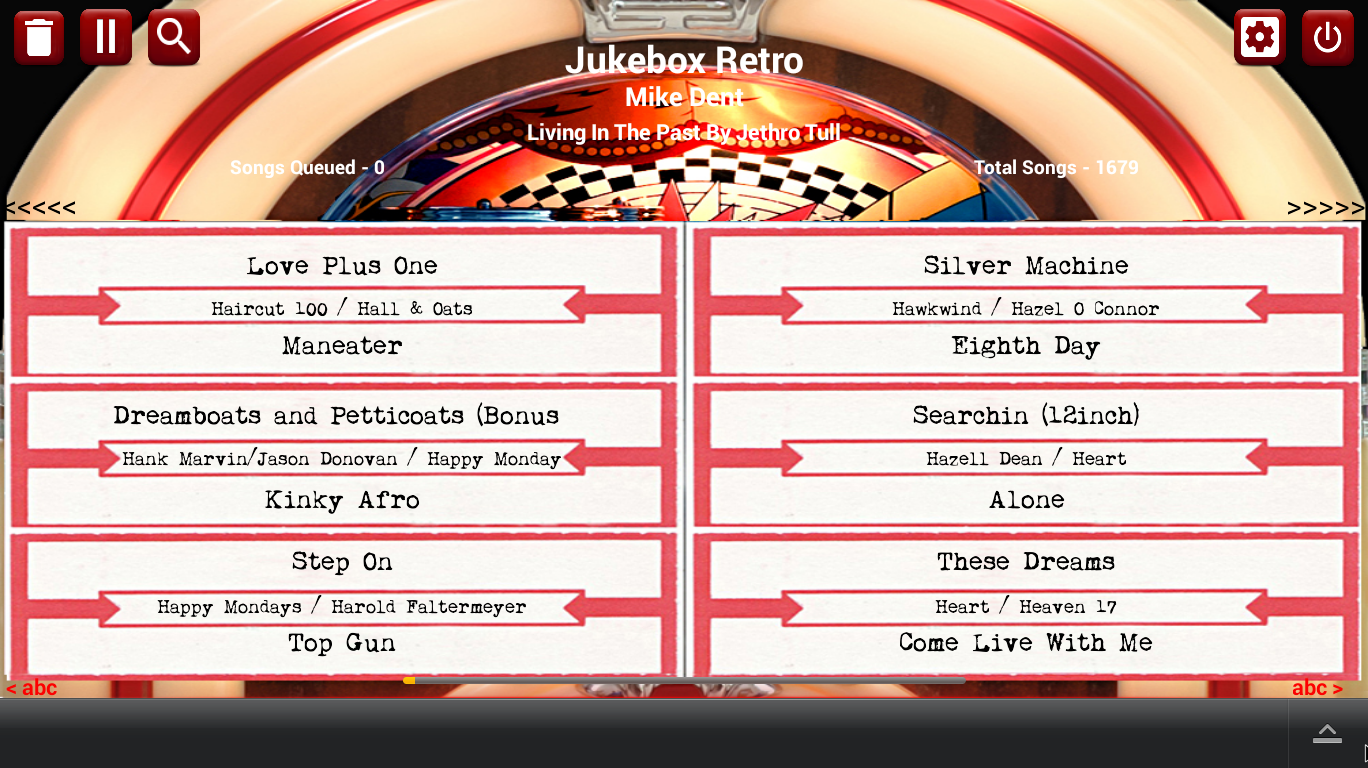 Jukebox Retro
Mike Dent
Living In The Past By Jethro Tull
Songs Queued - 0
Total Songs - 1679
<<<<<
>>>>>
Love Plus One
Haircut 100 / Hall & Oats
Maneater
Silver Machine
Hawkwind / Hazel O Connor
Eighth Day
Dreamboats and Petticoats (Bonus
Hank Marvin/Jason Donovan / Happy Monday
Kinky Afro
Searchin (12inch)
Hazell Dean / Heart
Alone
Step On
Happy Mondays / Harold Faltermeyer
Top Gun
These Dreams
Heart / Heaven 17
Come Live With Me
< abc
abc >